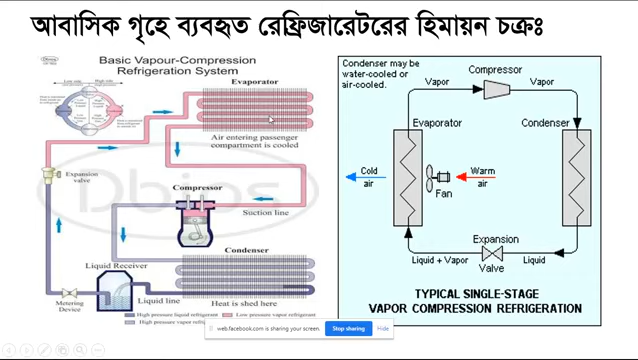 আবাসিক গৃহে ব্যবহৃত রেফ্রিজারেটরের হিমায়ন চক্রঃ
Basic Vapour-Compression
Refrigeration System
Low side
High side
Evaporator
Air entering passenger
compartment is cooled
Expansion
valve
Compressor
Suction line
Condenser
Liquid Receiver
Liquid line
Heat is shed here
Metering
Device
High pressure liquid refrigerant
Low pressure vapor refrigerant
High pressure vapor
Dbios
Condenser may be
water-cooled or
air-cooled.
Compressor
Vapor
Vapor
Evaporator
Condenser
Cold
air
Warm
air
Fan
Expansion
Valve
Liquid + Vapor
Liquid
TYPICAL SINGLE-STAGE
VAPOR COMPRESSION REFRIGERATION
web.facebook.com is sharing your screen.
Stop sharing
Hide